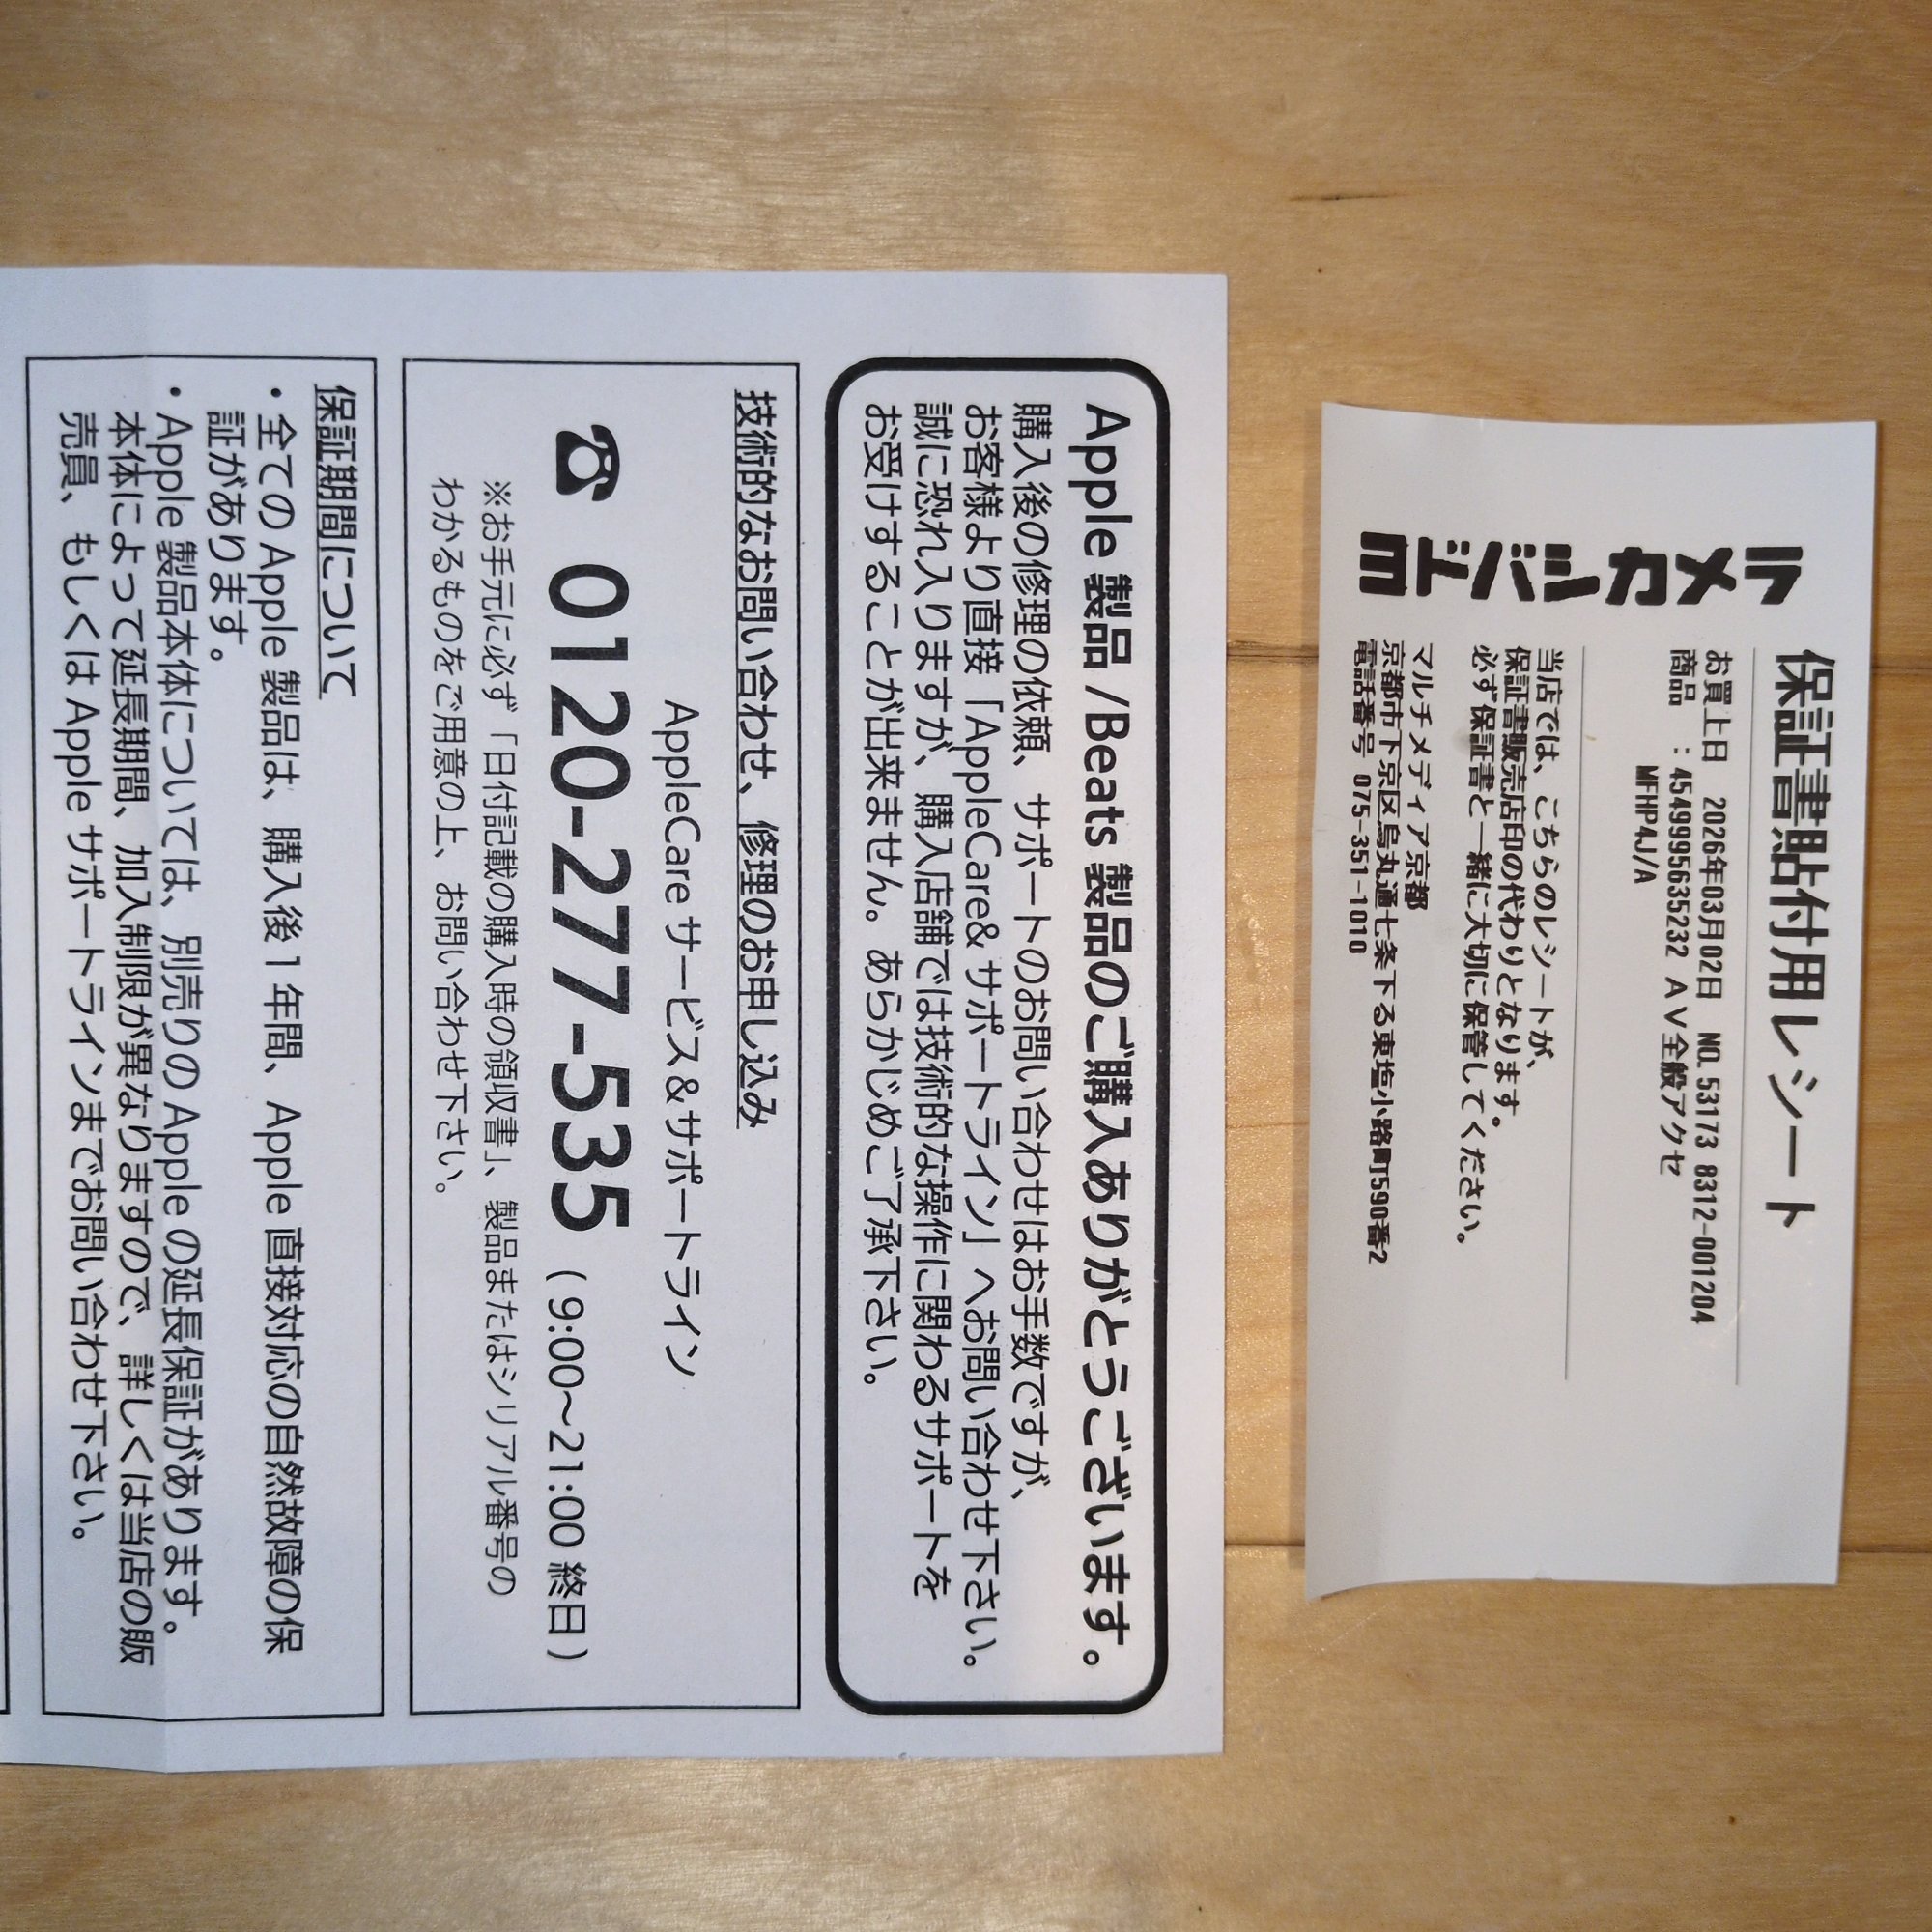 ヨドバシカメラ
保証書貼付用レシート
お買上日 2026年03月02日 NO.53173 8312-001204
商品 : 4549995635232 AV全般アクセ
MFHP4J/A
当店では、こちらのレシートが、
保証書販売店印の代わりとなります。
必ず保証書と一緒に大切に保管してください。
マルチメディア京都
京都市下京区烏丸通七条下る東塩小路町590番2
電話番号 075-351-1010
Apple 製品 /Beats 製品のご購入ありがとうございます。
購入後の修理の依頼、サポートのお問い合わせはお手数ですが、
お客様より直接「AppleCare& サポートライン」へお問い合わせ下さい。
誠に恐れ入りますが、購入店舗では技術的な操作に関わるサポートを
お受けすることが出来ません。あらかじめご了承下さい。
技術的なお問い合わせ、修理のお申し込み
AppleCare サービス&サポートライン
☎ 0120-277-535 (9:00~21:00 終日)
※お手元に必ず「日付記載の購入時の領収書」、製品またはシリアル番号の
わかるものをご用意の上、お問い合わせ下さい。
保証期間について
・全ての Apple 製品は、購入後 1 年間、Apple 直接対応の自然故障の保
証があります。
・Apple 製品本体については、別売りの Apple の延長保証があります。
本体によって延長期間、加入制限が異なりますので、詳しくは当店の販
売員、もしくは Apple サポートラインまでお問い合わせ下さい。